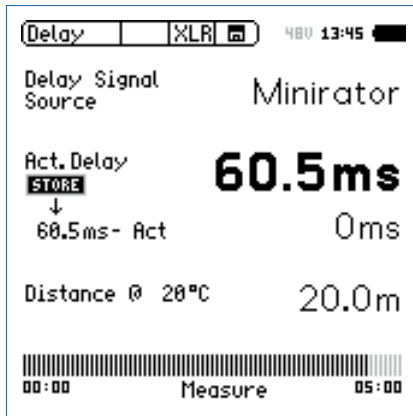 Delay XLR 48V 13:45
Delay Signal
Source
Minirator
Act. Delay
60.5ms
STORE
↓
60.5ms- Act
0ms
Distance @ 20°C
20.0m
00:00 Measure 05:00